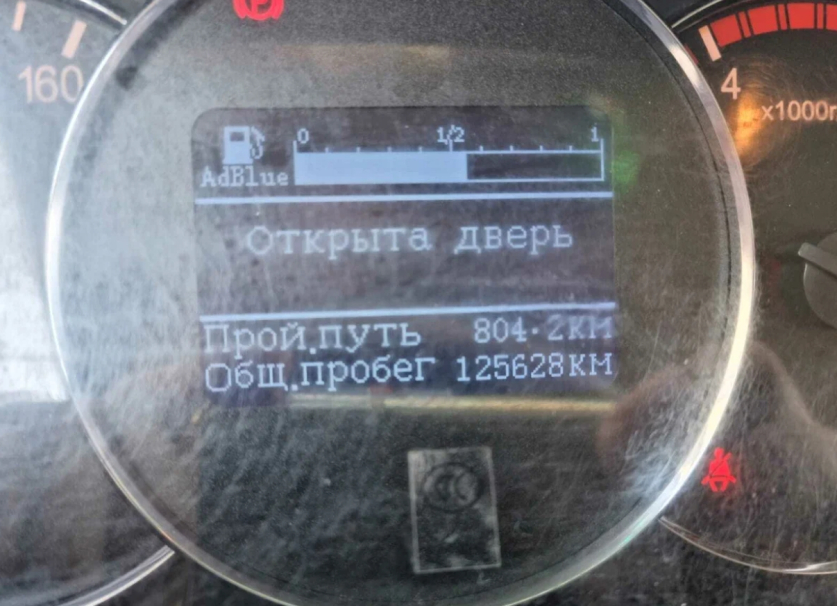 160
4
x1000r
0 1/2 1
AdBlue
Открыта дверь
Прой.путь 804.2км
Общ.пробег 125628км